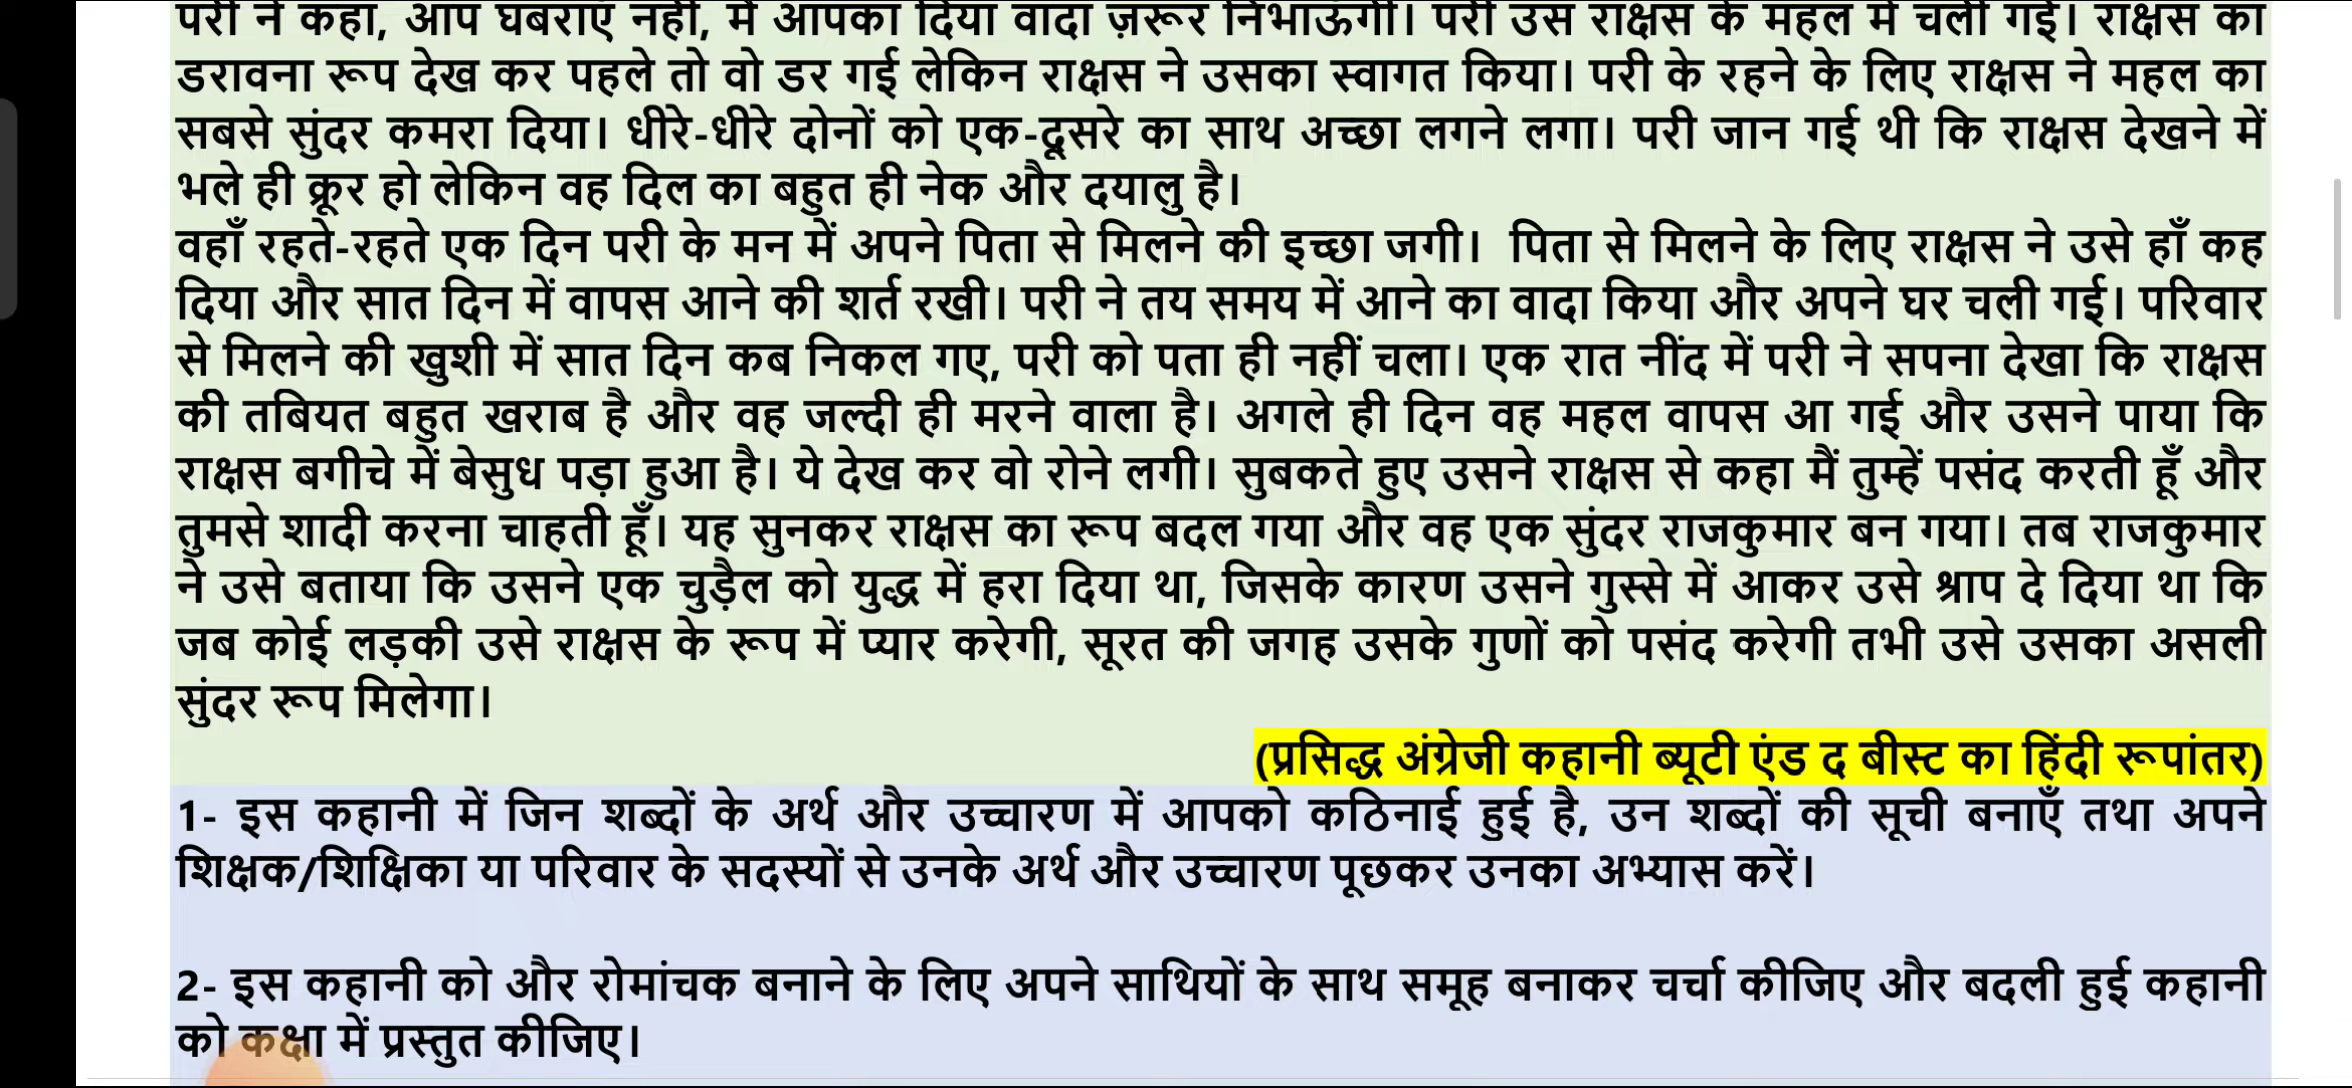 परी ने कहा, आप घबराएँ नहीं, मैं आपका दिया वादा ज़रूर निभाऊंगी। परी उस राक्षस के महल में चली गई। राक्षस का
डरावना रूप देख कर पहले तो वो डर गई लेकिन राक्षस ने उसका स्वागत किया। परी के रहने के लिए राक्षस ने महल का
सबसे सुंदर कमरा दिया। धीरे-धीरे दोनों को एक-दूसरे का साथ अच्छा लगने लगा। परी जान गई थी कि राक्षस देखने में
भले ही क्रूर हो लेकिन वह दिल का बहुत ही नेक और दयालु है।
वहाँ रहते-रहते एक दिन परी के मन में अपने पिता से मिलने की इच्छा जगी। पिता से मिलने के लिए राक्षस ने उसे हाँ कह
दिया और सात दिन में वापस आने की शर्त रखी। परी ने तय समय में आने का वादा किया और अपने घर चली गई। परिवार
से मिलने की खुशी में सात दिन कब निकल गए, परी को पता ही नहीं चला। एक रात नींद में परी ने सपना देखा कि राक्षस
की तबियत बहुत खराब है और वह जल्दी ही मरने वाला है। अगले ही दिन वह महल वापस आ गई और उसने पाया कि
राक्षस बगीचे में बेसुध पड़ा हुआ है। ये देख कर वो रोने लगी। सुबकते हुए उसने राक्षस से कहा मैं तुम्हें पसंद करती हूँ और
तुमसे शादी करना चाहती हूँ। यह सुनकर राक्षस का रूप बदल गया और वह एक सुंदर राजकुमार बन गया। तब राजकुमार
ने उसे बताया कि उसने एक चुड़ैल को युद्ध में हरा दिया था, जिसके कारण उसने गुस्से में आकर उसे श्राप दे दिया था कि
जब कोई लड़की उसे राक्षस के रूप में प्यार करेगी, सूरत की जगह उसके गुणों को पसंद करेगी तभी उसे उसका असली
सुंदर रूप मिलेगा।
(प्रसिद्ध अंग्रेजी कहानी ब्यूटी एंड द बीस्ट का हिंदी रूपांतर)
1- इस कहानी में जिन शब्दों के अर्थ और उच्चारण में आपको कठिनाई हुई है, उन शब्दों की सूची बनाएँ तथा अपने
शिक्षक/शिक्षिका या परिवार के सदस्यों से उनके अर्थ और उच्चारण पूछकर उनका अभ्यास करें।
2- इस कहानी को और रोमांचक बनाने के लिए अपने साथियों के साथ समूह बनाकर चर्चा कीजिए और बदली हुई कहानी
को कक्षा में प्रस्तुत कीजिए।